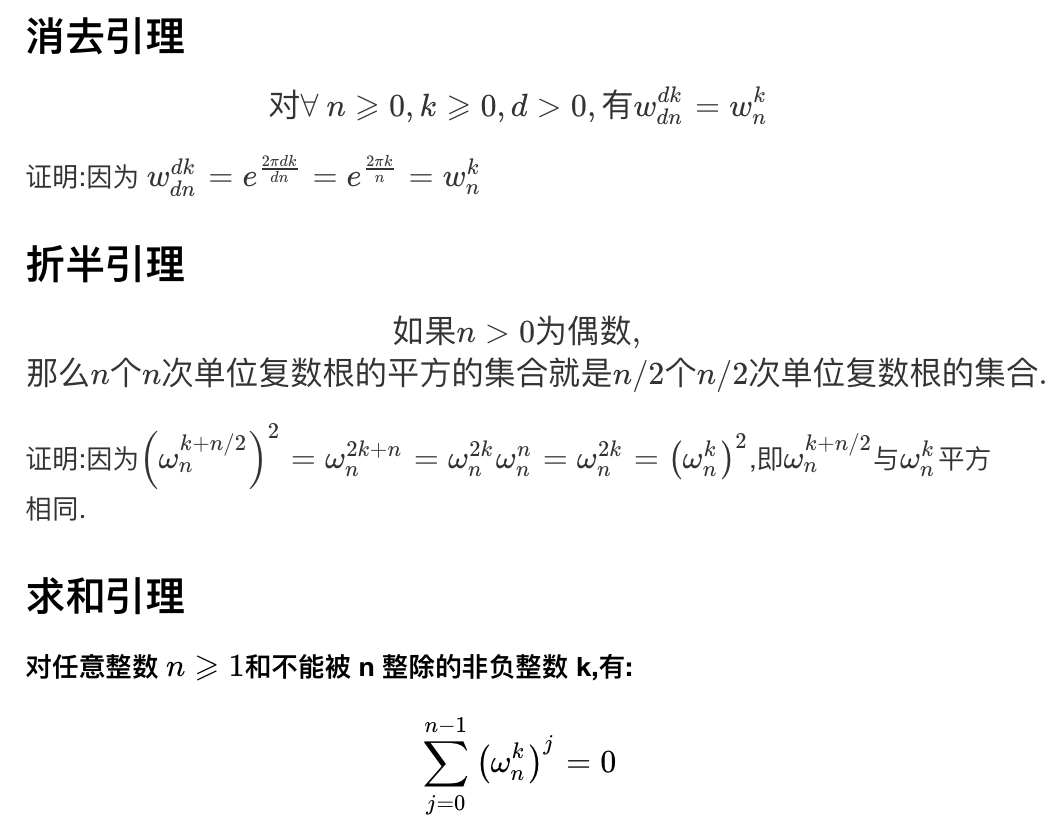 消去引理
对∀ n ⩾ 0, k ⩾ 0, d > 0, 有$w_{dn}^{dk} = w_n^k$
证明:因为 $w_{dn}^{dk} = e^{\frac{2\pi dk}{dn}} = e^{\frac{2\pi k}{n}} = w_n^k$
折半引理
如果n > 0为偶数,
那么n个n次单位复数根的平方的集合就是n/2个n/2次单位复数根的集合.
证明:因为$\left(\omega_n^{k+n/2}\right)^2 = \omega_n^{2k+n} = \omega_n^{2k}\omega_n^n = \omega_n^{2k} = \left(\omega_n^k\right)^2$,即$\omega_n^{k+n/2}$与$\omega_n^k$平方
相同.
求和引理
对任意整数 n ⩾ 1和不能被 n 整除的非负整数 k,有:
$\sum_{j=0}^{n-1} \left(\omega_n^k\right)^j = 0$